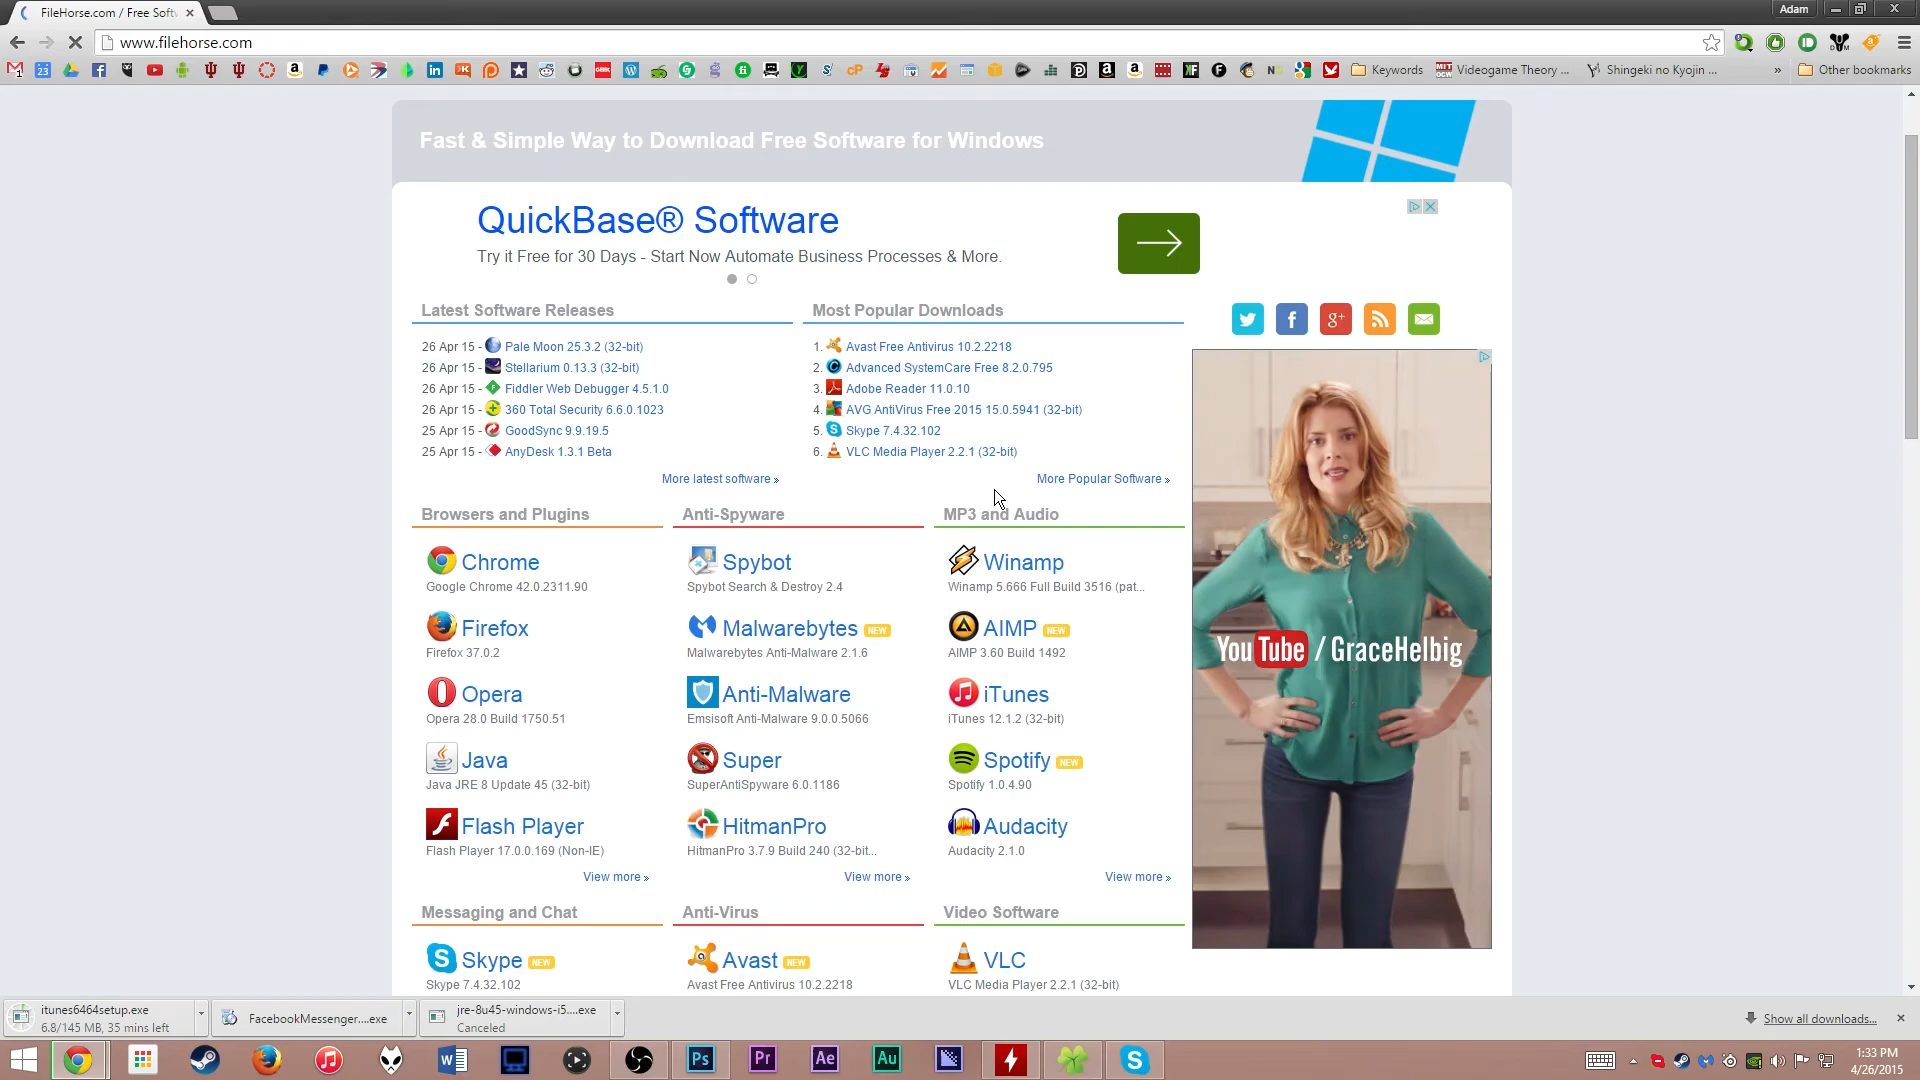 FileHorse.com / Free Softw
Adam
www.filehorse.com
Keywords
Videogame Theory ...
Shingeki no Kyojin ...
»
Other bookmarks
Fast & Simple Way to Download Free Software for Windows
QuickBase® Software
Try it Free for 30 Days - Start Now Automate Business Processes & More.
Latest Software Releases
26 Apr 15 - Pale Moon 25.3.2 (32-bit)
26 Apr 15 - Stellarium 0.13.3 (32-bit)
26 Apr 15 - Fiddler Web Debugger 4.5.1.0
26 Apr 15 - 360 Total Security 6.6.0.1023
25 Apr 15 - GoodSync 9.9.19.5
25 Apr 15 - AnyDesk 1.3.1 Beta
More latest software »
Most Popular Downloads
1. Avast Free Antivirus 10.2.2218
2. Advanced SystemCare Free 8.2.0.795
3. Adobe Reader 11.0.10
4. AVG AntiVirus Free 2015 15.0.5941 (32-bit)
5. Skype 7.4.32.102
6. VLC Media Player 2.2.1 (32-bit)
More Popular Software »
Browsers and Plugins
Chrome
Google Chrome 42.0.2311.90
Firefox
Firefox 37.0.2
Opera
Opera 28.0 Build 1750.51
Java
Java JRE 8 Update 45 (32-bit)
Flash Player
Flash Player 17.0.0.169 (Non-IE)
View more »
Anti-Spyware
Spybot
Spybot Search & Destroy 2.4
Malwarebytes NEW
Malwarebytes Anti-Malware 2.1.6
Anti-Malware
Emsisoft Anti-Malware 9.0.0.5066
Super
SuperAntiSpyware 6.0.1186
HitmanPro
HitmanPro 3.7.9 Build 240 (32-bit...
View more »
MP3 and Audio
Winamp
Winamp 5.666 Full Build 3516 (pat...
AIMP NEW
AIMP 3.60 Build 1492
iTunes
iTunes 12.1.2 (32-bit)
Spotify NEW
Spotify 1.0.4.90
Audacity
Audacity 2.1.0
View more »
YouTube / GraceHelbig
Messaging and Chat
Skype NEW
Skype 7.4.32.102
Anti-Virus
Avast NEW
Avast Free Antivirus 10.2.2218
Video Software
VLC
VLC Media Player 2.2.1 (32-bit)
itunes6464setup.exe
6.8/145 MB, 35 mins left
FacebookMessenger....exe
jre-8u45-windows-i5....exe
Canceled
Show all downloads...
Ps
Pr
Ae
Au
1:33 PM
4/26/2015